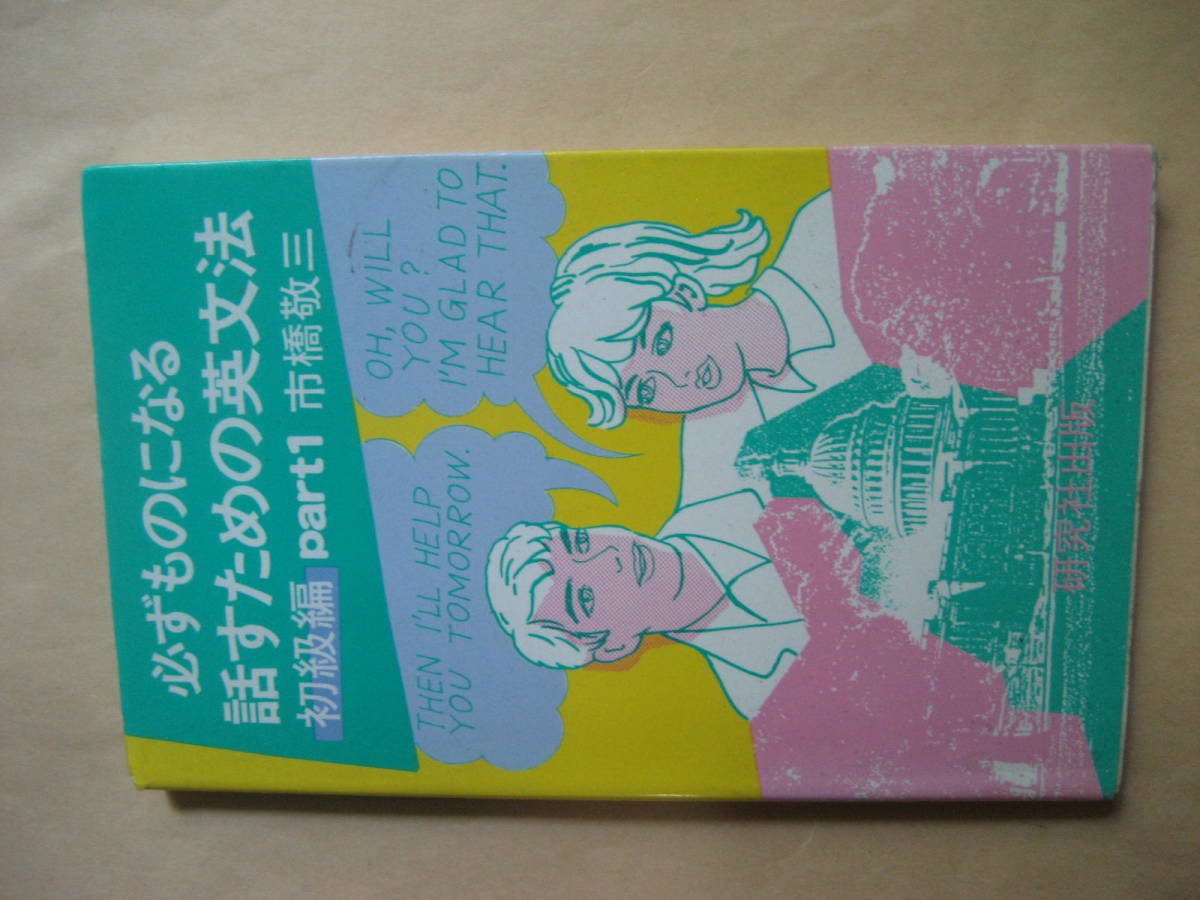 必ずものになる
話すための英文法
初級編 part1 市橋敬三
THEN I'LL HELP
YOU TOMORROW.
OH, WILL
YOU?
I'M GLAD TO
HEAR THAT.
研究社出版